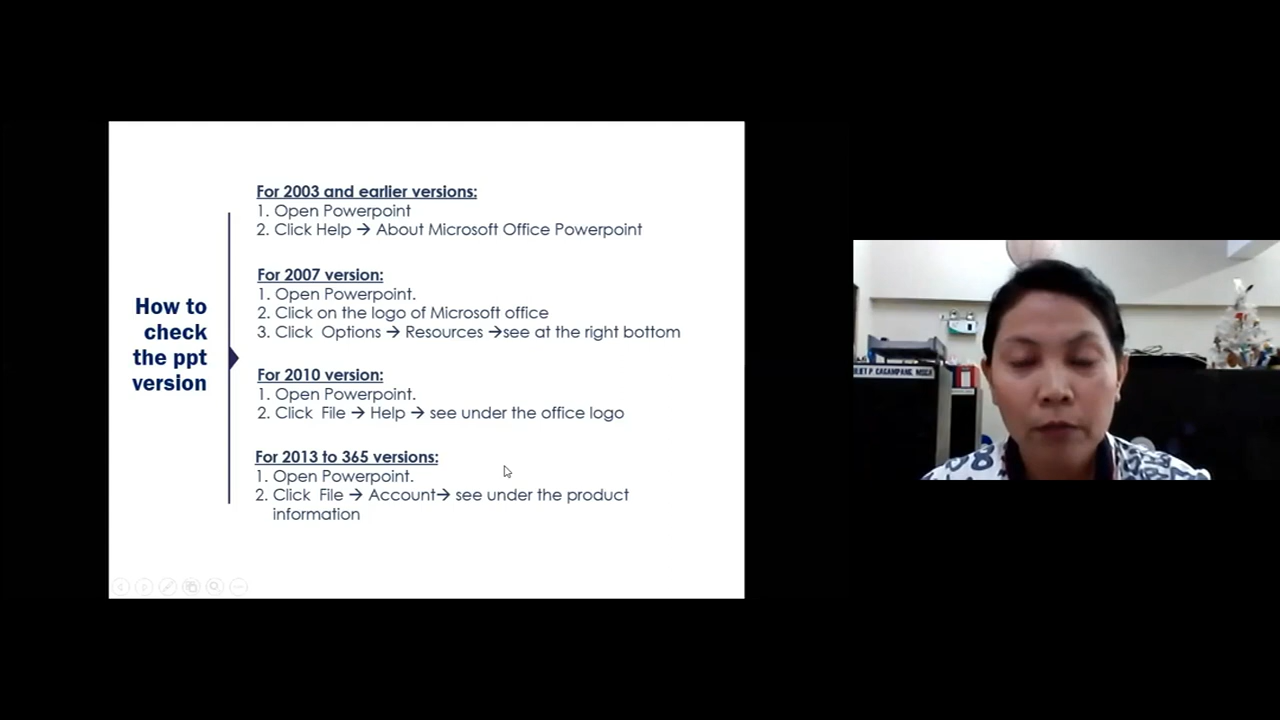 For 2003 and earlier versions:
1. Open Powerpoint
2. Click Help → About Microsoft Office Powerpoint
For 2007 version:
1. Open Powerpoint.
2. Click on the logo of Microsoft office
3. Click Options → Resources →see at the right bottom
How to
check
the ppt
version
For 2010 version:
1. Open Powerpoint.
2. Click File → Help → see under the office logo
For 2013 to 365 versions:
1. Open Powerpoint.
2. Click File → Account→ see under the product
information
P. CAGAMPANG,